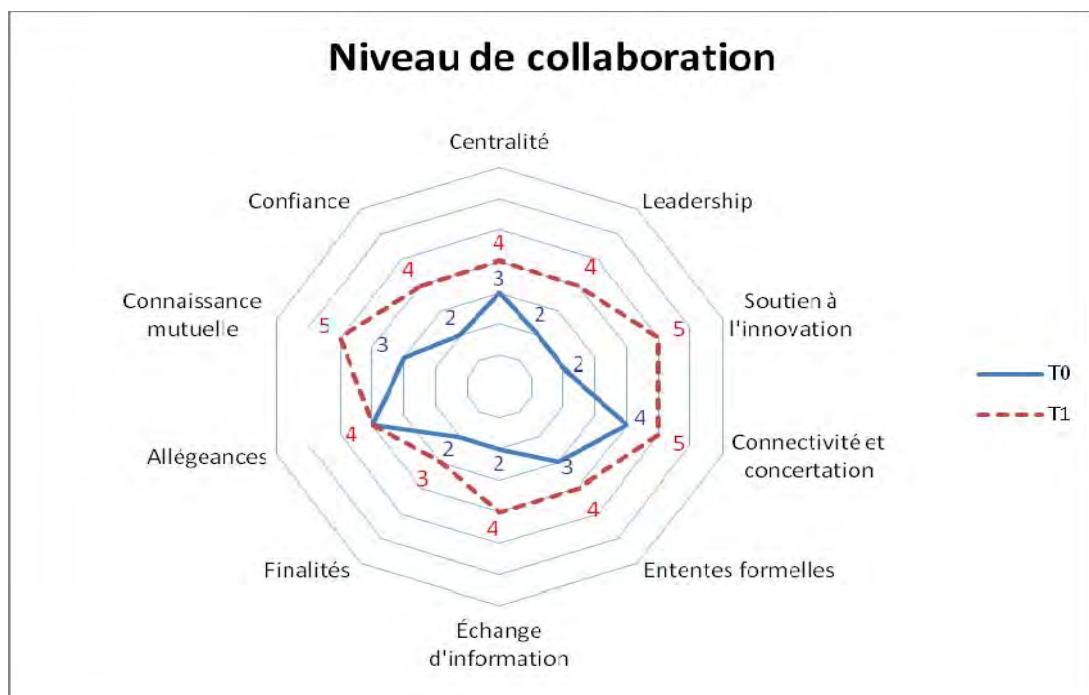 Niveau de collaboration
Centralité
Confiance
Leadership
4
4
4
3
Connaissance
mutuelle
Soutien à
l'innovation
5
2
2
5
3
2
4
T0
T1
4
5
Allégeances
Connectivité et
concertation
2
2
3
3
4
4
Finalités
Ententes formelles
Échange
d'information